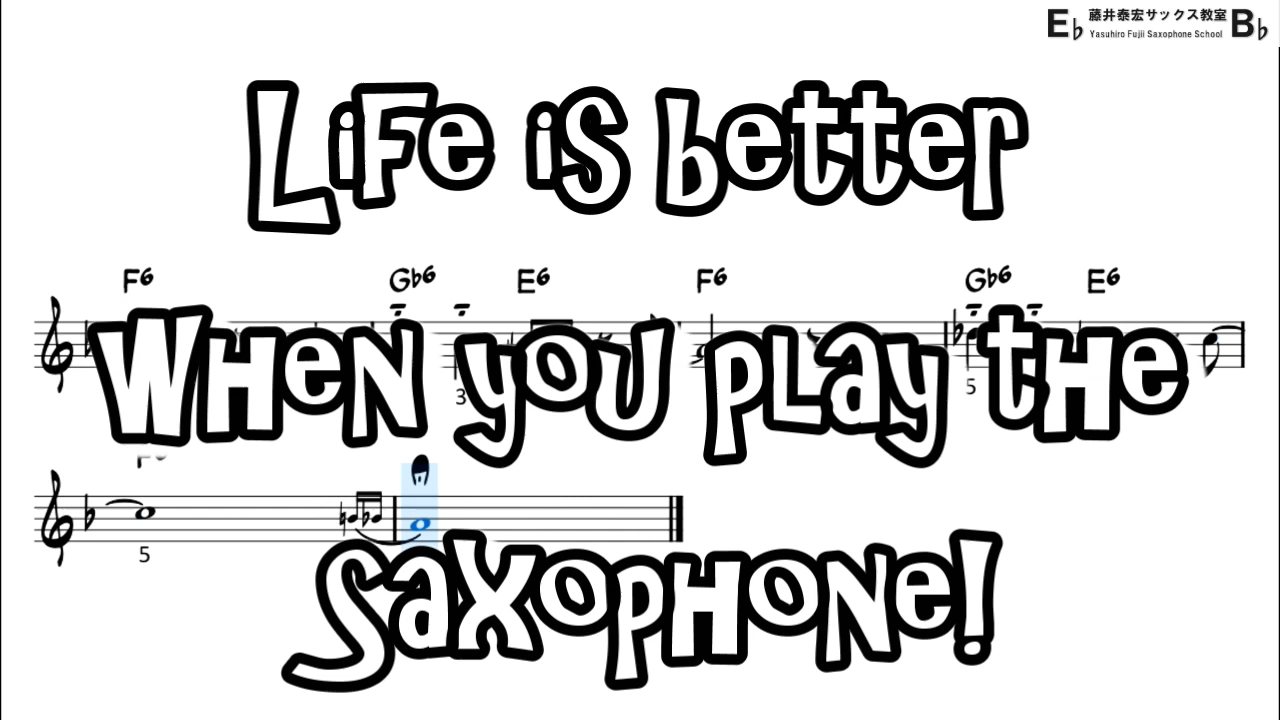 E♭ 藤井泰宏サックス教室 B♭
Yasuhiro Fujii Saxophone School
Life is better
F6 G♭6 E6 F6 G♭6 E6
When you play the
3 5
5
Saxophone!